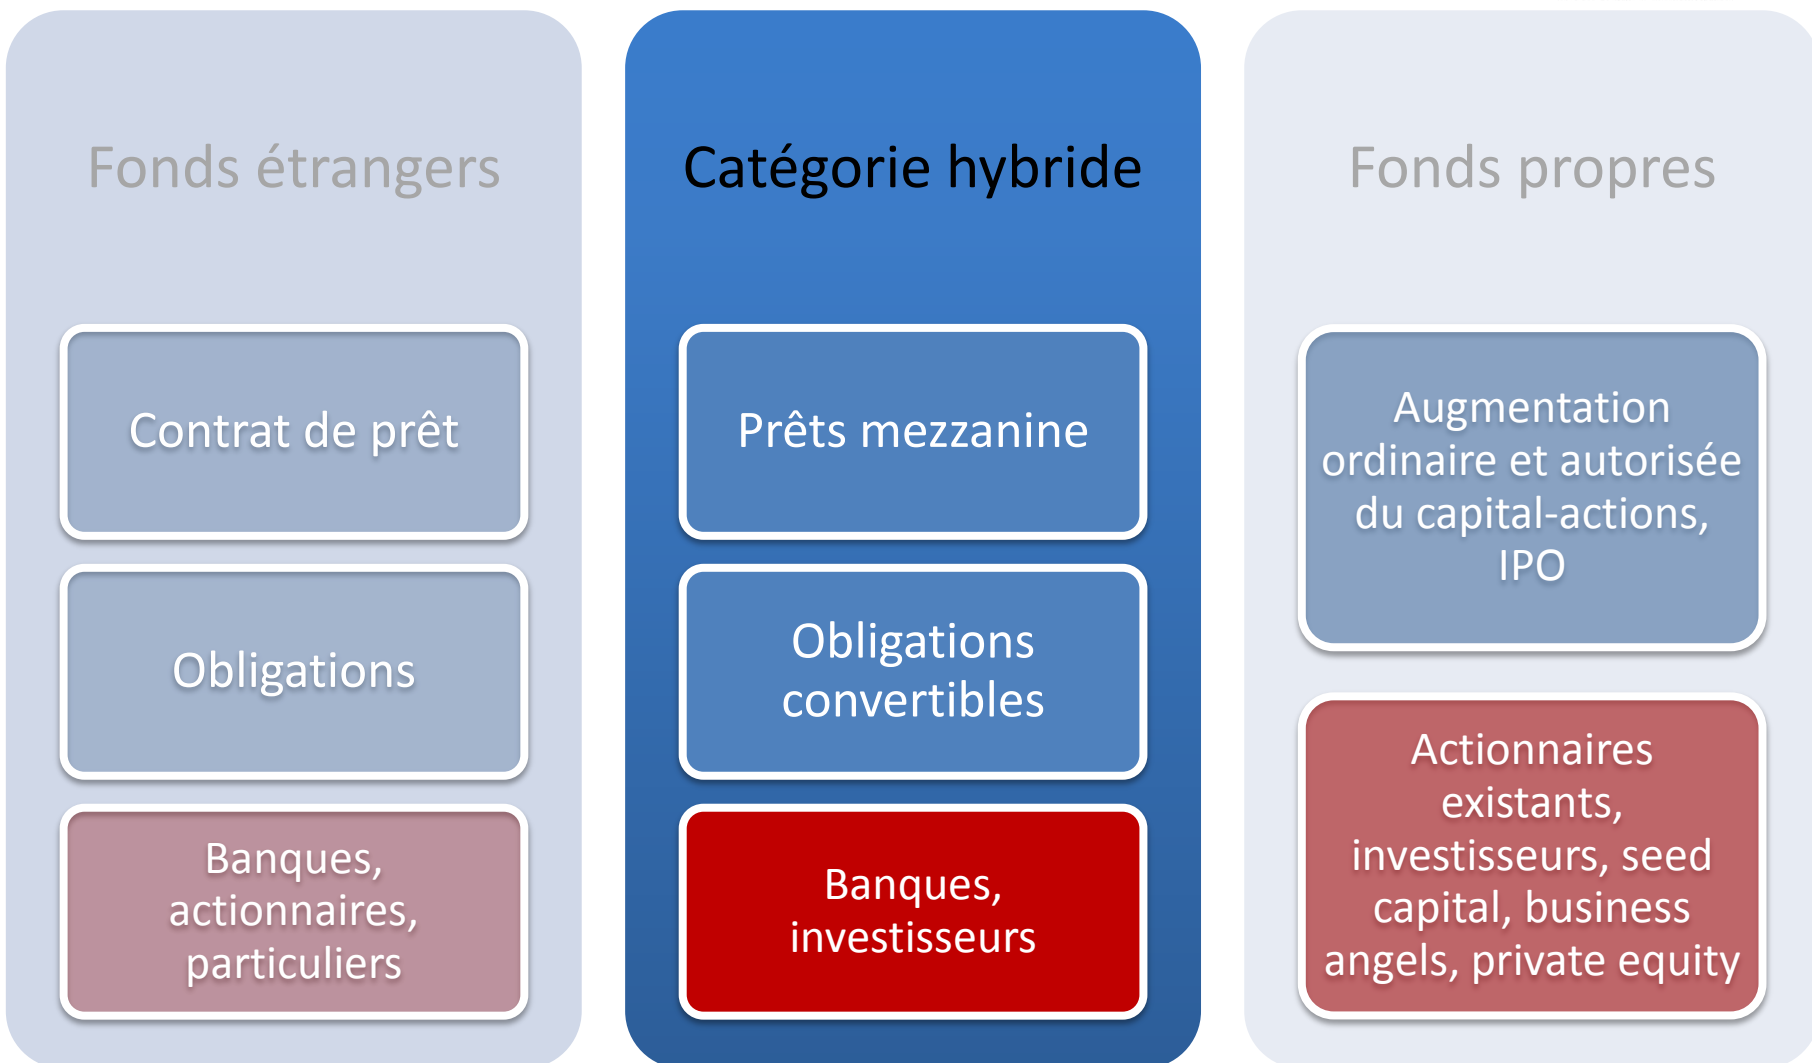 Fonds étrangers
Contrat de prêt
Obligations
Banques,
actionnaires,
particuliers
Catégorie hybride
Prêts mezzanine
Obligations
convertibles
Banques,
investisseurs
Fonds propres
Augmentation
ordinaire et autorisée
du capital-actions,
IPO
Actionnaires
existants,
investisseurs, seed
capital, business
angels, private equity